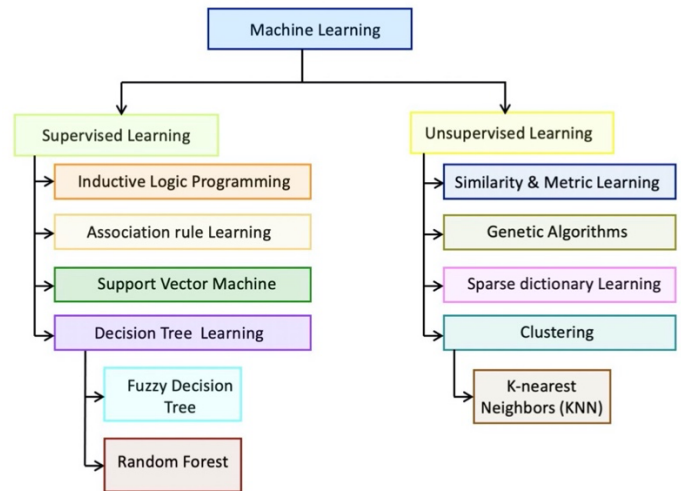 Machine Learning
Supervised Learning
Inductive Logic Programming
Association rule Learning
Support Vector Machine
Decision Tree Learning
Fuzzy Decision
Tree
Random Forest
Unsupervised Learning
Similarity & Metric Learning
Genetic Algorithms
Sparse dictionary Learning
Clustering
K-nearest
Neighbors (KNN)